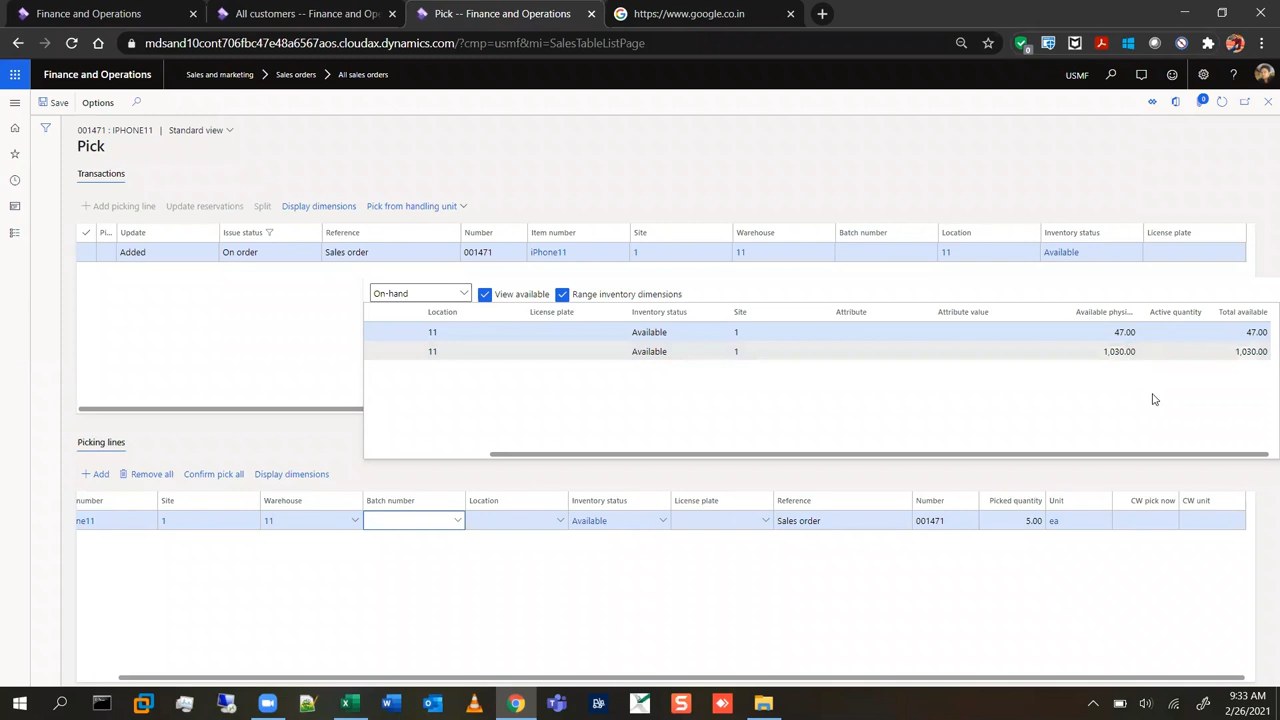 Finance and Operations
All customers -- Finance and Op
Pick -- Finance and Operations
https://www.google.co.in
mdsand10cont706fbc47e48a6567aos.cloudax.dynamics.com/?cmp=usmf&mi=SalesTableListPage
0
Finance and Operations
Sales and marketing > Sales orders > All sales orders
USMF
Save Options
0
001471 : IPHONE11 | Standard view
Pick
Transactions
+ Add picking line Update reservations Split Display dimensions Pick from handling unit
Pi... Update Issue status Reference Number Item number Site Warehouse Batch number Location Inventory status License plate
Added On order Sales order 001471 iPhone11 1 11 11 Available
On-hand View available Range inventory dimensions
Location License plate Inventory status Site Attribute Attribute value Available physi... Active quantity Total available
11 Available 1 47.00 47.00
11 Available 1 1,030.00 1,030.00
Picking lines
+ Add Remove all Confirm pick all Display dimensions
number Site Warehouse Batch number Location Inventory status License plate Reference Number Picked quantity Unit CW pick now CW unit
ne11 1 11 Available Sales order 001471 5.00 ea
9:33 AM
2/26/2021